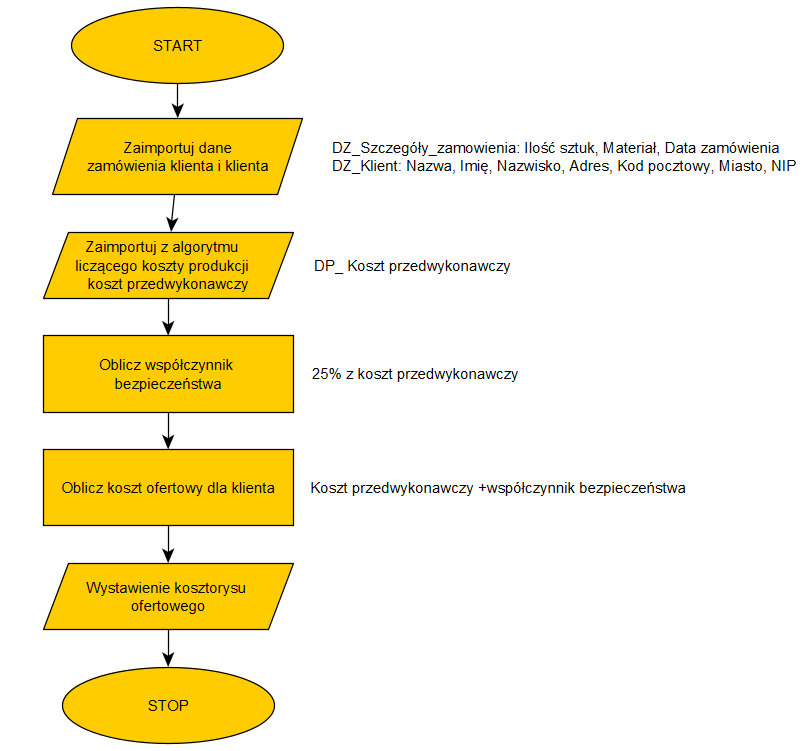 START
Zaimportuj dane
zamówienia klienta i klienta
DZ_Szczegóły_zamowienia: Ilość sztuk, Materiał, Data zamówienia
DZ_Klient: Nazwa, Imię, Nazwisko, Adres, Kod pocztowy, Miasto, NIP
Zaimportuj z algorytmu
liczącego koszty produkcji
koszt przedwykonawczy
DP_ Koszt przedwykonawczy
Oblicz współczynnik
bezpieczeństwa
25% z koszt przedwykonawczy
Oblicz koszt ofertowy dla klienta
Koszt przedwykonawczy +współczynnik bezpieczeństwa
Wystawienie kosztorysu
ofertowego
STOP